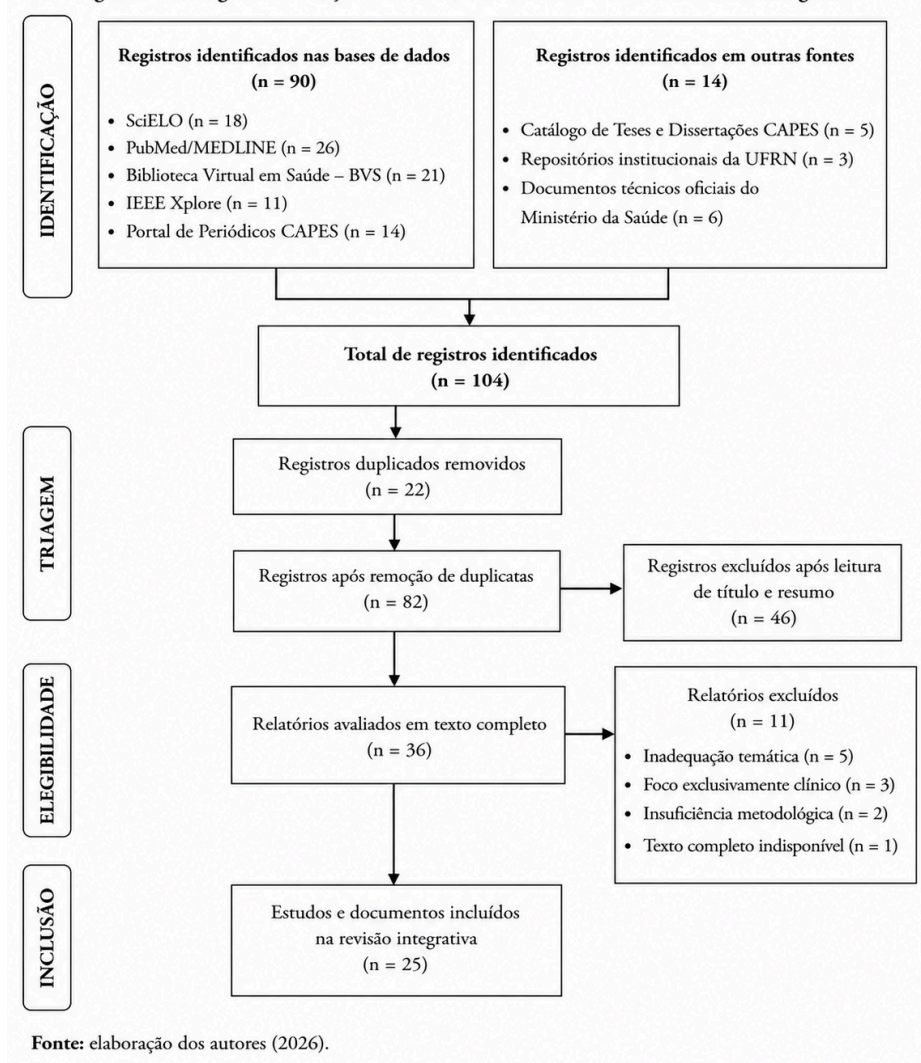 IDENTIFICAÇÃO
Registros identificados nas bases de dados
(n = 90)
• SciELO (n = 18)
• PubMed/MEDLINE (n = 26)
• Biblioteca Virtual em Saúde – BVS (n = 21)
• IEEE Xplore (n = 11)
• Portal de Periódicos CAPES (n = 14)
Registros identificados em outras fontes
(n = 14)
• Catálogo de Teses e Dissertações CAPES (n = 5)
• Repositórios institucionais da UFRN (n = 3)
• Documentos técnicos oficiais do
Ministério da Saúde (n = 6)
Total de registros identificados
(n = 104)
TRIAGEM
Registros duplicados removidos
(n = 22)
Registros após remoção de duplicatas
(n = 82)
Registros excluídos após leitura
de título e resumo
(n = 46)
ELEGIBILIDADE
Relatórios avaliados em texto completo
(n = 36)
Relatórios excluídos
(n = 11)
• Inadequação temática (n = 5)
• Foco exclusivamente clínico (n = 3)
• Insuficiência metodológica (n = 2)
• Texto completo indisponível (n = 1)
INCLUSÃO
Estudos e documentos incluídos
na revisão integrativa
(n = 25)
Fonte: elaboração dos autores (2026).